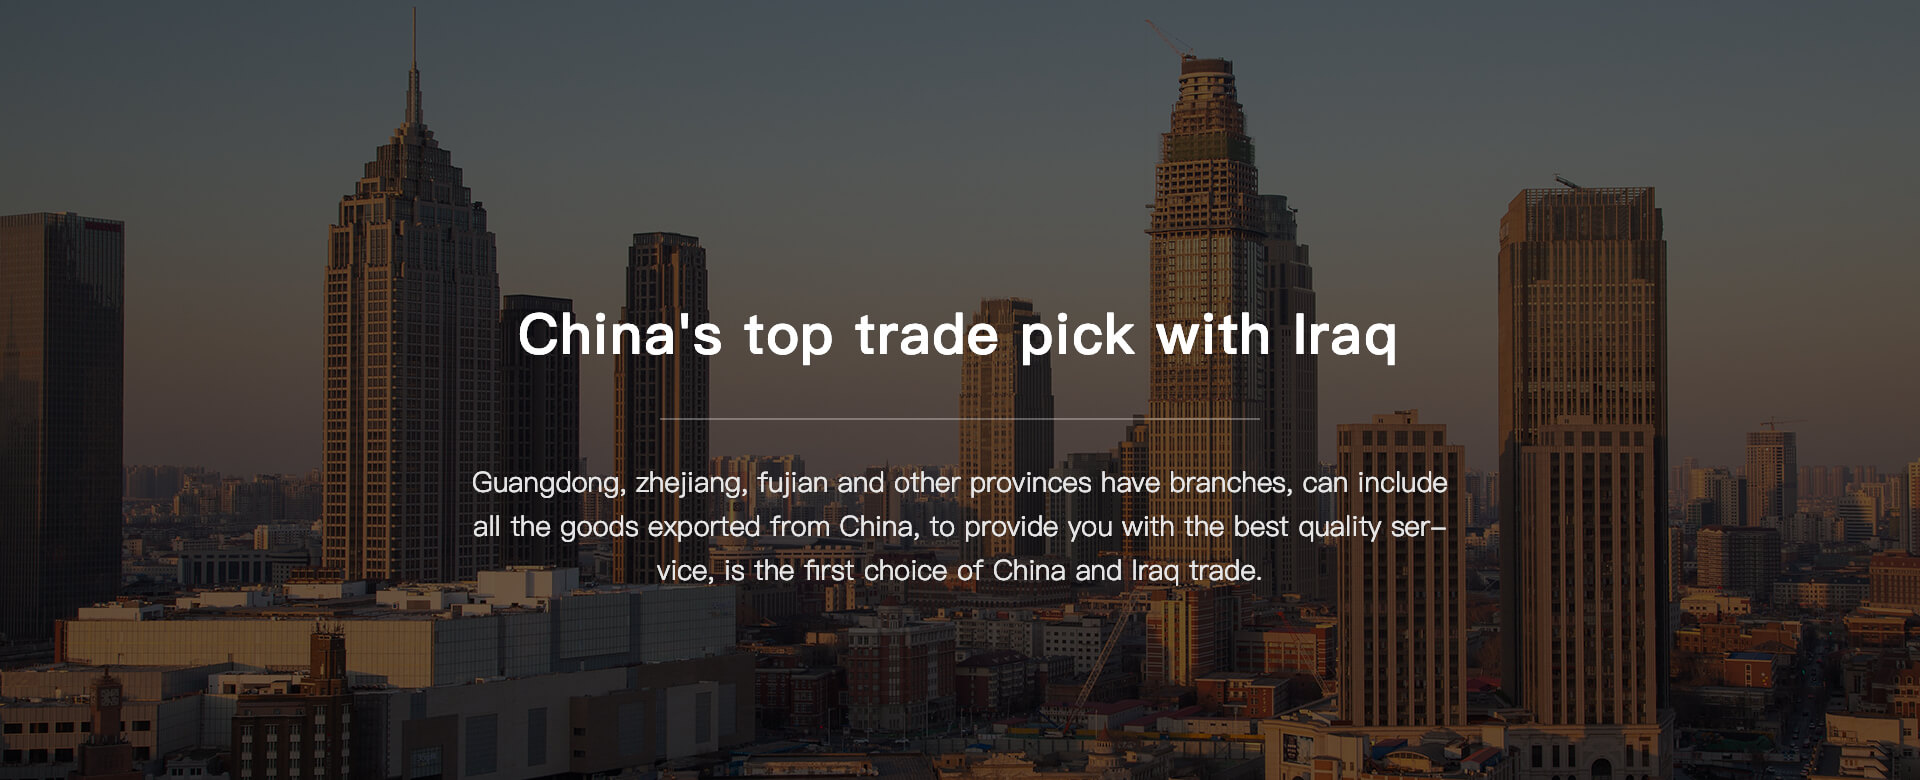 China's top trade pick with Iraq
Guangdong, zhejiang, fujian and other provinces have branches, can include
all the goods exported from China, to provide you with the best quality ser-
vice, is the first choice of China and Iraq trade.